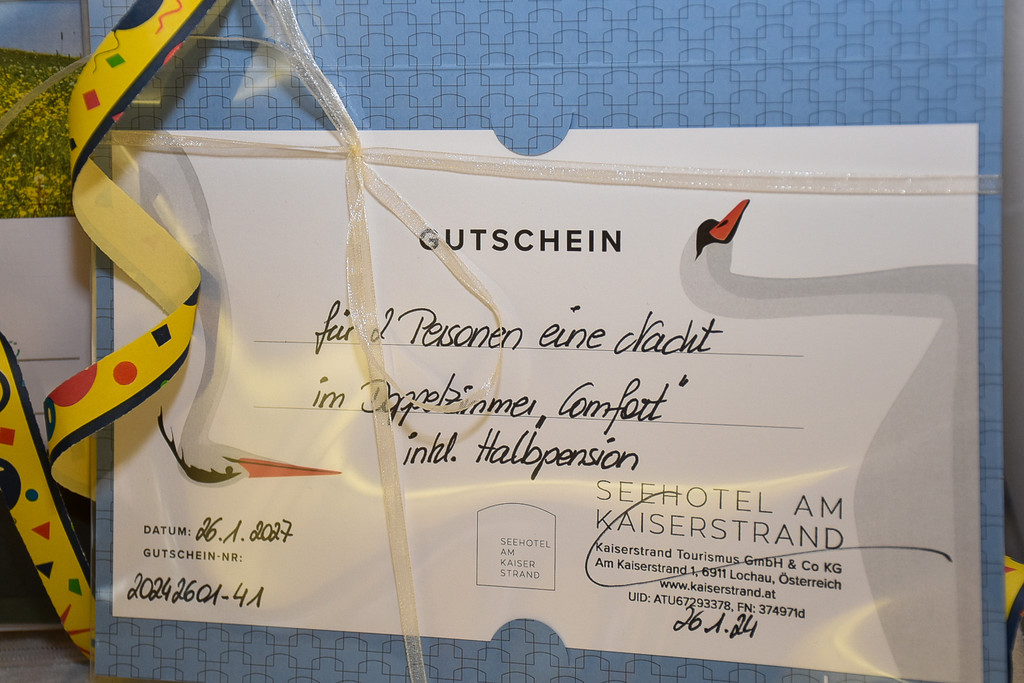 GUTSCHEIN
für 2 Personen eine Nacht
im Doppelzimmer „Comfort"
inkl. Halbpension
DATUM: 26.1.2027
GUTSCHEIN-NR:
20242601-41
SEEHOTEL
AM
KAISER
STRAND
SEEHOTEL AM
KAISERSTRAND
Kaiserstrand Tourismus GmbH & Co KG
Am Kaiserstrand 1, 6911 Lochau, Österreich
www.kaiserstrand.at
UID: ATU67293378, FN: 374971d
26.1.24